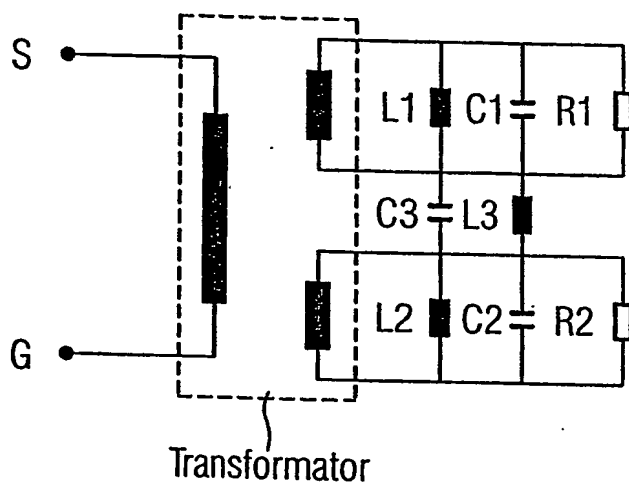 S
L1 C1 R1
C3 L3
L2 C2 R2
G
Transformator